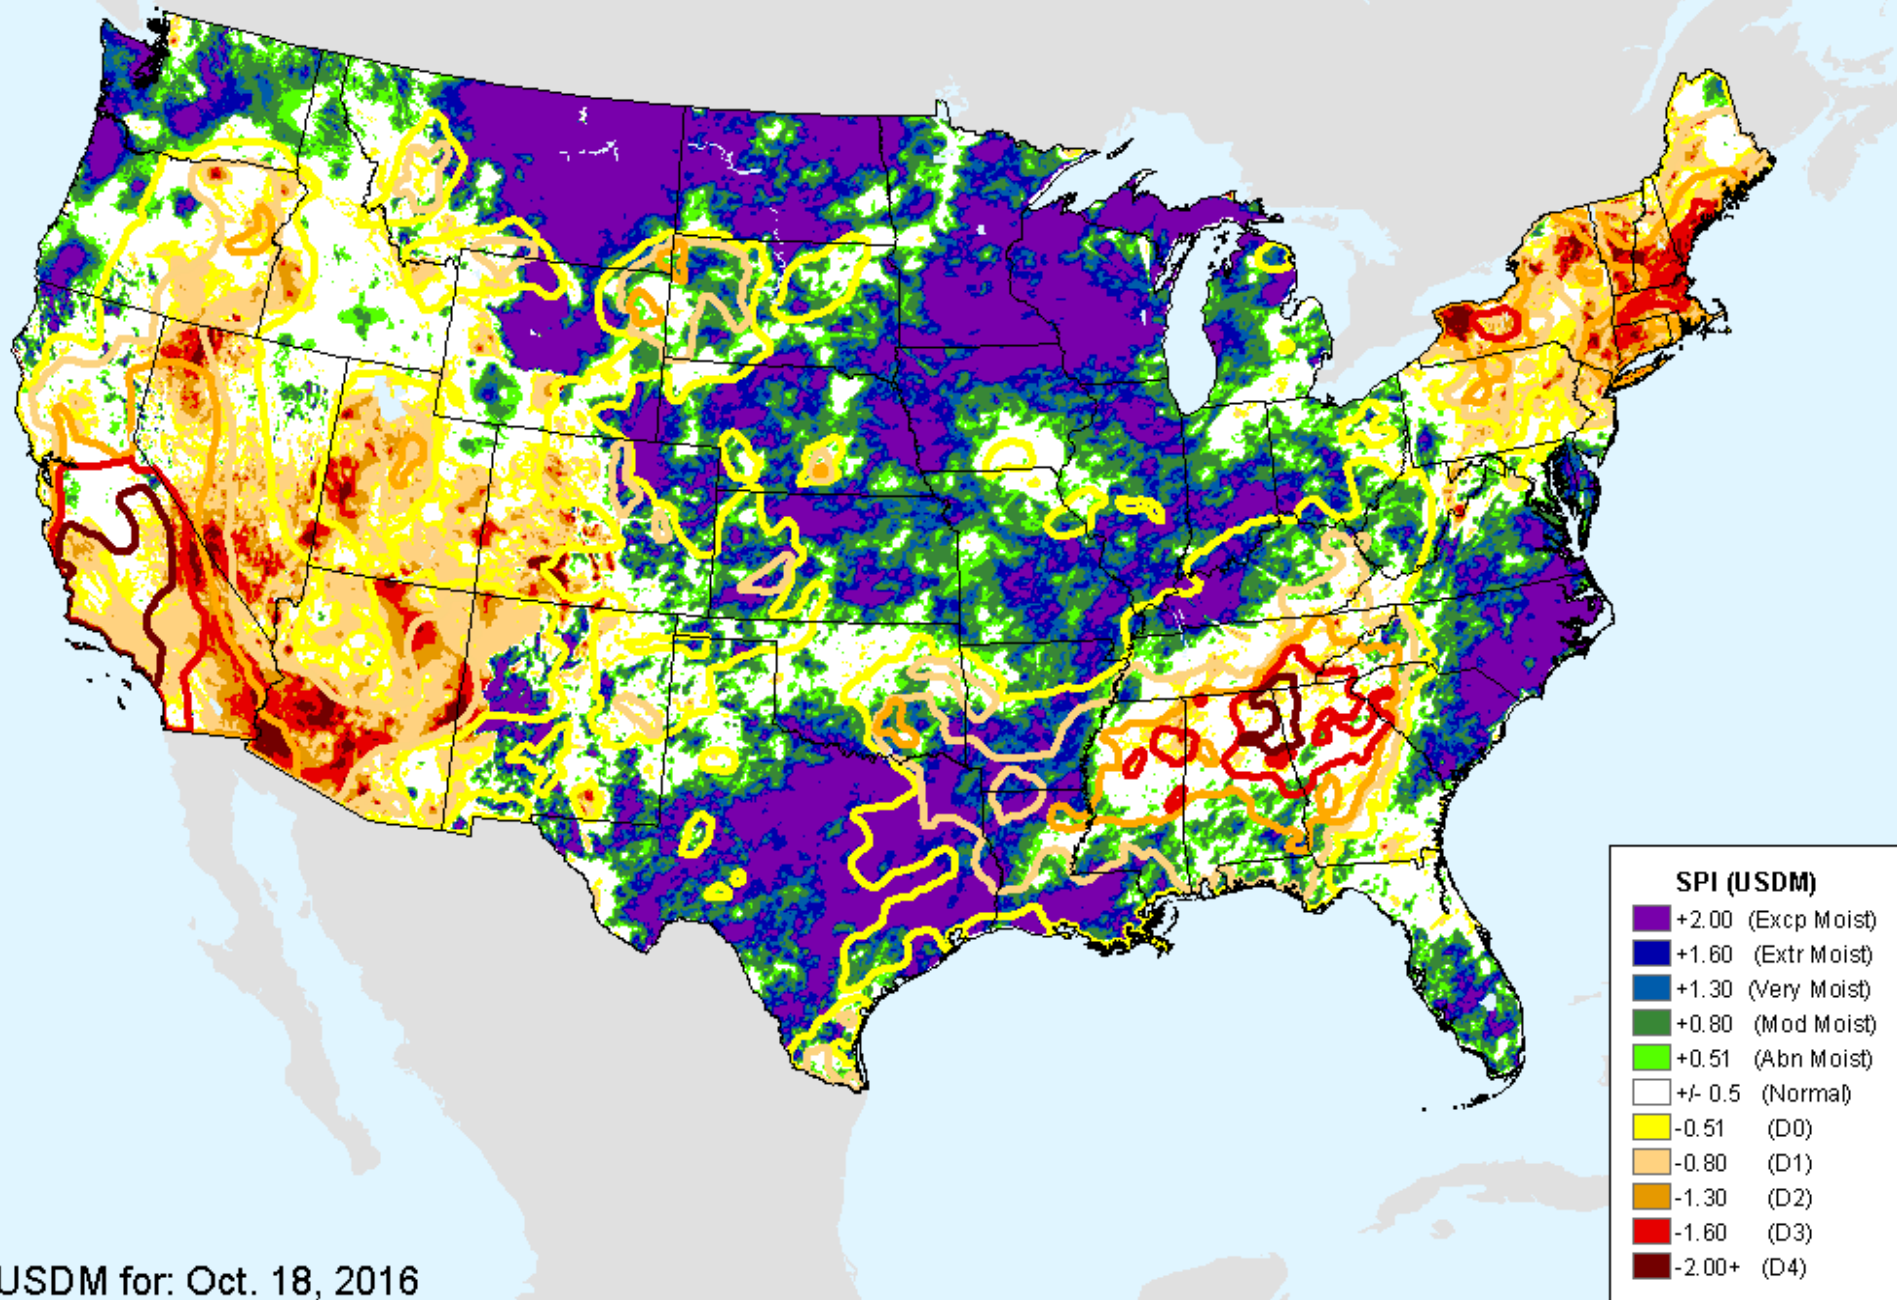 SPI (USDM)
+2.00 (Excp Moist)
+1.60 (Extr Moist)
+1.30 (Very Moist)
+0.80 (Mod Moist)
+0.51 (Abn Moist)
+/- 0.5 (Normal)
-0.51 (D0)
-0.80 (D1)
-1.30 (D2)
-1.60 (D3)
-2.00+ (D4)
USDM for: Oct. 18, 2016